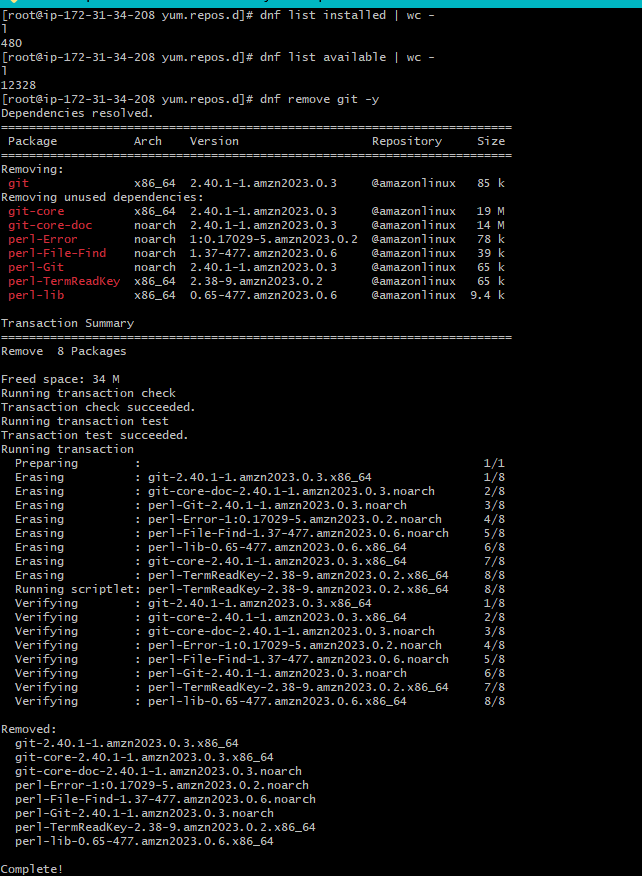 [root@ip-172-31-34-208 yum.repos.d]# dnf list installed | wc -
l
480
[root@ip-172-31-34-208 yum.repos.d]# dnf list available | wc -
l
12328
[root@ip-172-31-34-208 yum.repos.d]# dnf remove git -y
Dependencies resolved.
================================================================================
 Package           Arch    Version                   Repository     Size
================================================================================
Removing:
 git               x86_64  2.40.1-1.amzn2023.0.3     @amazonlinux   85 k
Removing unused dependencies:
 git-core          x86_64  2.40.1-1.amzn2023.0.3     @amazonlinux   19 M
 git-core-doc      noarch  2.40.1-1.amzn2023.0.3     @amazonlinux   14 M
 perl-Error        noarch  1:0.17029-5.amzn2023.0.2  @amazonlinux   78 k
 perl-File-Find    noarch  1.37-477.amzn2023.0.6     @amazonlinux   39 k
 perl-Git          noarch  2.40.1-1.amzn2023.0.3     @amazonlinux   65 k
 perl-TermReadKey  x86_64  2.38-9.amzn2023.0.2       @amazonlinux   65 k
 perl-lib          x86_64  0.65-477.amzn2023.0.6     @amazonlinux  9.4 k
Transaction Summary
================================================================================
Remove  8 Packages
Freed space: 34 M
Running transaction check
Transaction check succeeded.
Running transaction test
Transaction test succeeded.
Running transaction
  Preparing        :                                              1/1
  Erasing          : git-2.40.1-1.amzn2023.0.3.x86_64             1/8
  Erasing          : git-core-doc-2.40.1-1.amzn2023.0.3.noarch    2/8
  Erasing          : perl-Git-2.40.1-1.amzn2023.0.3.noarch        3/8
  Erasing          : perl-Error-1:0.17029-5.amzn2023.0.2.noarch   4/8
  Erasing          : perl-File-Find-1.37-477.amzn2023.0.6.noarch  5/8
  Erasing          : perl-lib-0.65-477.amzn2023.0.6.x86_64        6/8
  Erasing          : git-core-2.40.1-1.amzn2023.0.3.x86_64        7/8
  Erasing          : perl-TermReadKey-2.38-9.amzn2023.0.2.x86_64  8/8
  Running scriptlet: perl-TermReadKey-2.38-9.amzn2023.0.2.x86_64  8/8
  Verifying        : git-2.40.1-1.amzn2023.0.3.x86_64             1/8
  Verifying        : git-core-2.40.1-1.amzn2023.0.3.x86_64        2/8
  Verifying        : git-core-doc-2.40.1-1.amzn2023.0.3.noarch    3/8
  Verifying        : perl-Error-1:0.17029-5.amzn2023.0.2.noarch   4/8
  Verifying        : perl-File-Find-1.37-477.amzn2023.0.6.noarch  5/8
  Verifying        : perl-Git-2.40.1-1.amzn2023.0.3.noarch        6/8
  Verifying        : perl-TermReadKey-2.38-9.amzn2023.0.2.x86_64  7/8
  Verifying        : perl-lib-0.65-477.amzn2023.0.6.x86_64        8/8
Removed:
  git-2.40.1-1.amzn2023.0.3.x86_64
  git-core-2.40.1-1.amzn2023.0.3.x86_64
  git-core-doc-2.40.1-1.amzn2023.0.3.noarch
  perl-Error-1:0.17029-5.amzn2023.0.2.noarch
  perl-File-Find-1.37-477.amzn2023.0.6.noarch
  perl-Git-2.40.1-1.amzn2023.0.3.noarch
  perl-TermReadKey-2.38-9.amzn2023.0.2.x86_64
  perl-lib-0.65-477.amzn2023.0.6.x86_64
Complete!